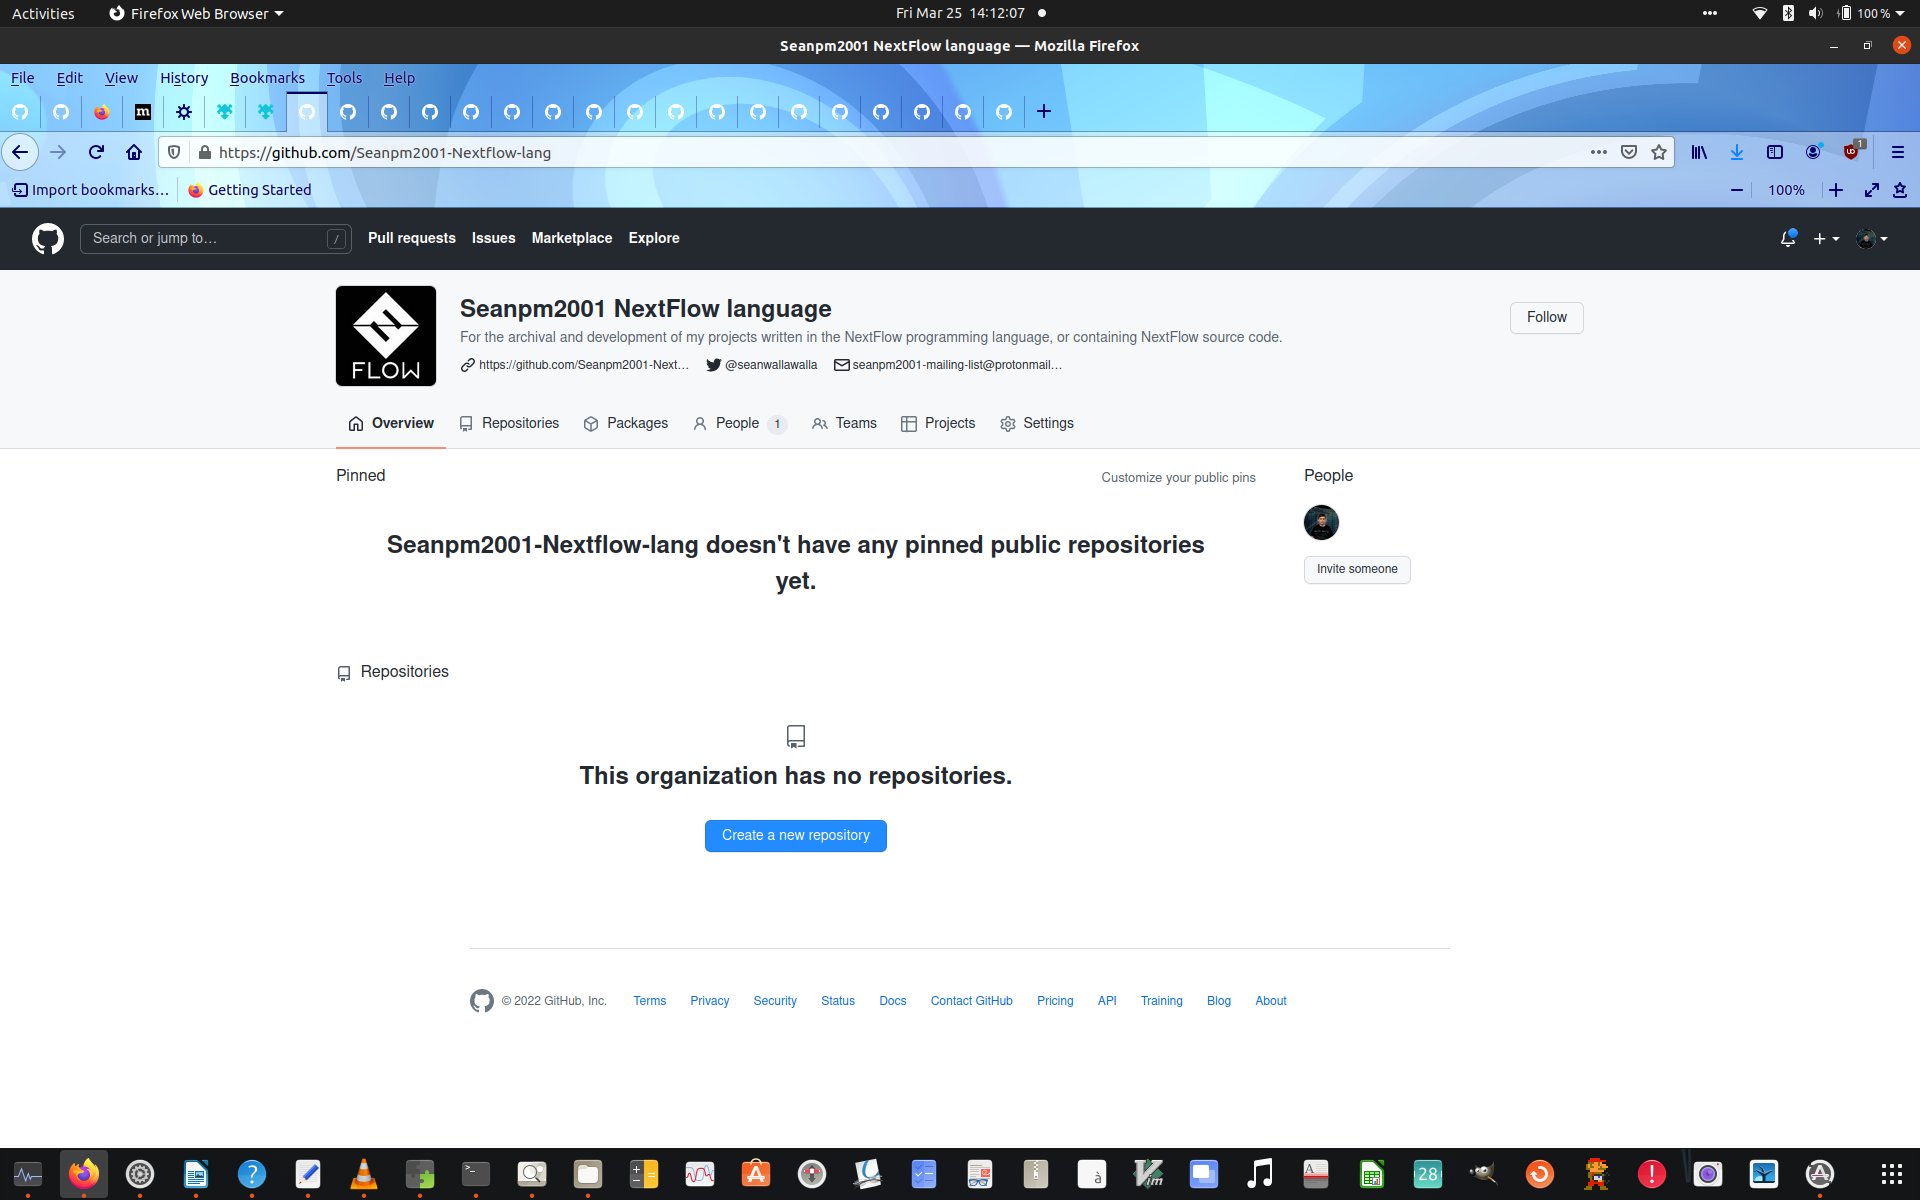 Activities Firefox Web Browser Fri Mar 25 14:12:07 100 %
Seanpm2001 NextFlow language — Mozilla Firefox
File Edit View History Bookmarks Tools Help
https://github.com/Seanpm2001-Nextflow-lang 1
Import bookmarks… Getting Started 100%
Search or jump to… / Pull requests Issues Marketplace Explore
Seanpm2001 NextFlow language
Follow
For the archival and development of my projects written in the NextFlow programming language, or containing NextFlow source code.
https://github.com/Seanpm2001-Next… @seanwallawalla seanpm2001-mailing-list@protonmail…
FLOW
Overview Repositories Packages People 1 Teams Projects Settings
Pinned Customize your public pins People
Seanpm2001-Nextflow-lang doesn't have any pinned public repositories
yet.
Invite someone
Repositories
This organization has no repositories.
Create a new repository
© 2022 GitHub, Inc. Terms Privacy Security Status Docs Contact GitHub Pricing API Training Blog About
28